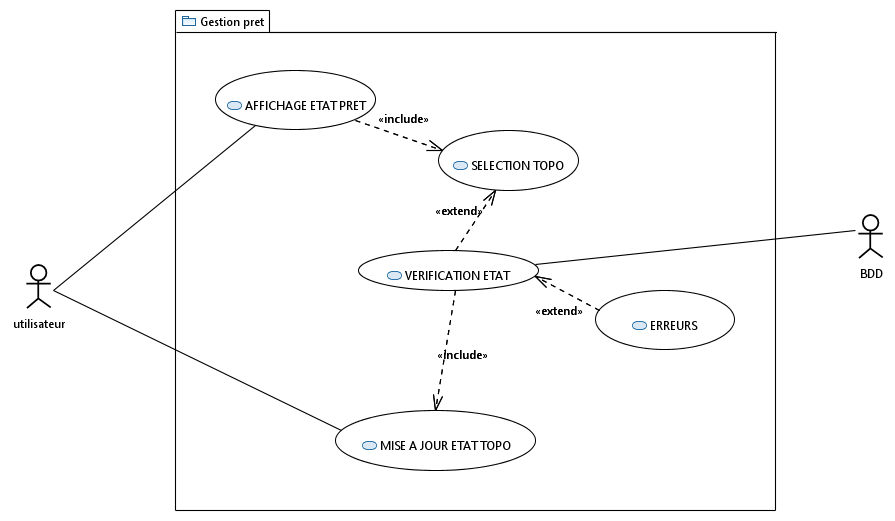 Gestion pret
AFFICHAGE ETAT PRET
«include»
SELECTION TOPO
«extend»
VERIFICATION ETAT
BDD
«extend»
ERREURS
utilisateur
«include»
MISE A JOUR ETAT TOPO